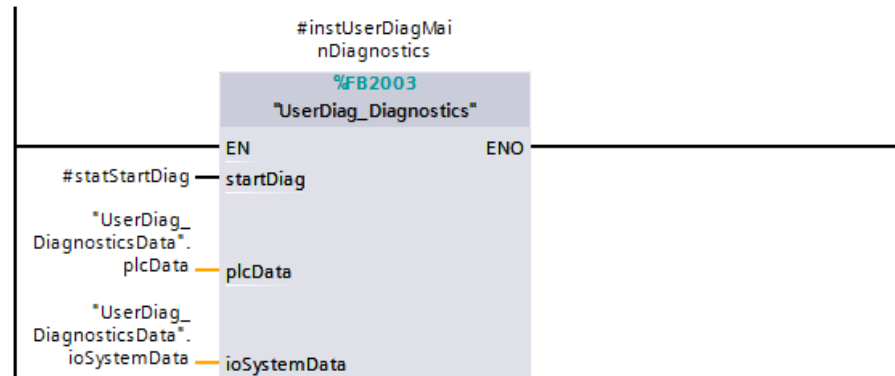 #instUserDiagMai
nDiagnostics
%FB2003
"UserDiag_Diagnostics"
EN
ENO
#statStartDiag
startDiag
"UserDiag_
DiagnosticsData".
plcData
plcData
"UserDiag_
DiagnosticsData".
ioSystemData
ioSystemData